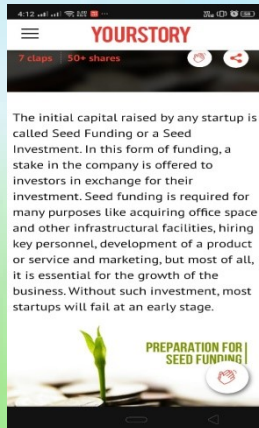 4:12
YOURSTORY
7 claps | 50+ shares
The initial capital raised by any startup is
called Seed Funding or a Seed
Investment. In this form of funding, a
stake in the company is offered to
investors in exchange for their
investment. Seed funding is required for
many purposes like acquiring office space
and other infrastructural facilities, hiring
key personnel, development of a product
or service and marketing, but most of all,
it is essential for the growth of the
business. Without such investment, most
startups will fail at an early stage.
PREPARATION FOR
SEED FUNDING